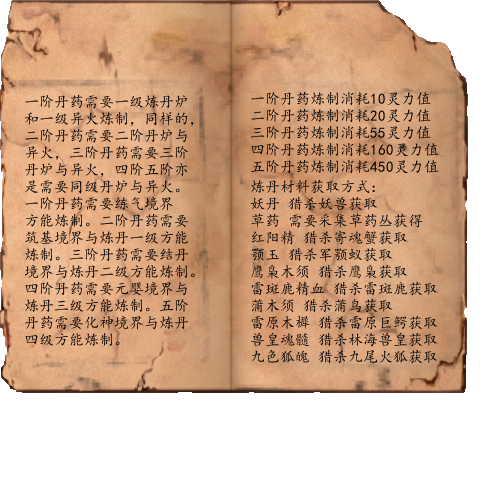 一阶丹药需要一级炼丹炉
和一级异火炼制，同样的，
二阶丹药需要二阶丹炉与
异火，三阶丹药需要三阶
丹炉与异火，四阶五阶亦
是需要同级丹炉与异火。
一阶丹药需要练气境界
方能炼制。二阶丹药需要
筑基境界与炼丹一级方能
炼制。三阶丹药需要结丹
境界与炼丹二级方能炼制。
四阶丹药需要元婴境界与
炼丹三级方能炼制。五阶
丹药需要化神境界与炼丹
四级方能炼制。
一阶丹药炼制消耗10灵力值
二阶丹药炼制消耗20灵力值
三阶丹药炼制消耗55灵力值
四阶丹药炼制消耗160灵力值
五阶丹药炼制消耗450灵力值
炼丹材料获取方式：
妖丹 猎杀妖兽获取
草药 需要采集草药丛获得
红阳精 猎杀寄魂蟹获取
颚玉 猎杀军颚蚁获取
鹰枭木须 猎杀鹰枭获取
雷斑鹿精血 猎杀雷斑鹿获取
蒲木须 猎杀蒲鸟获取
雷原木樨 猎杀雷原巨鳄获取
兽皇魂髓 猎杀林海兽皇获取
九色狐魄 猎杀九尾火狐获取